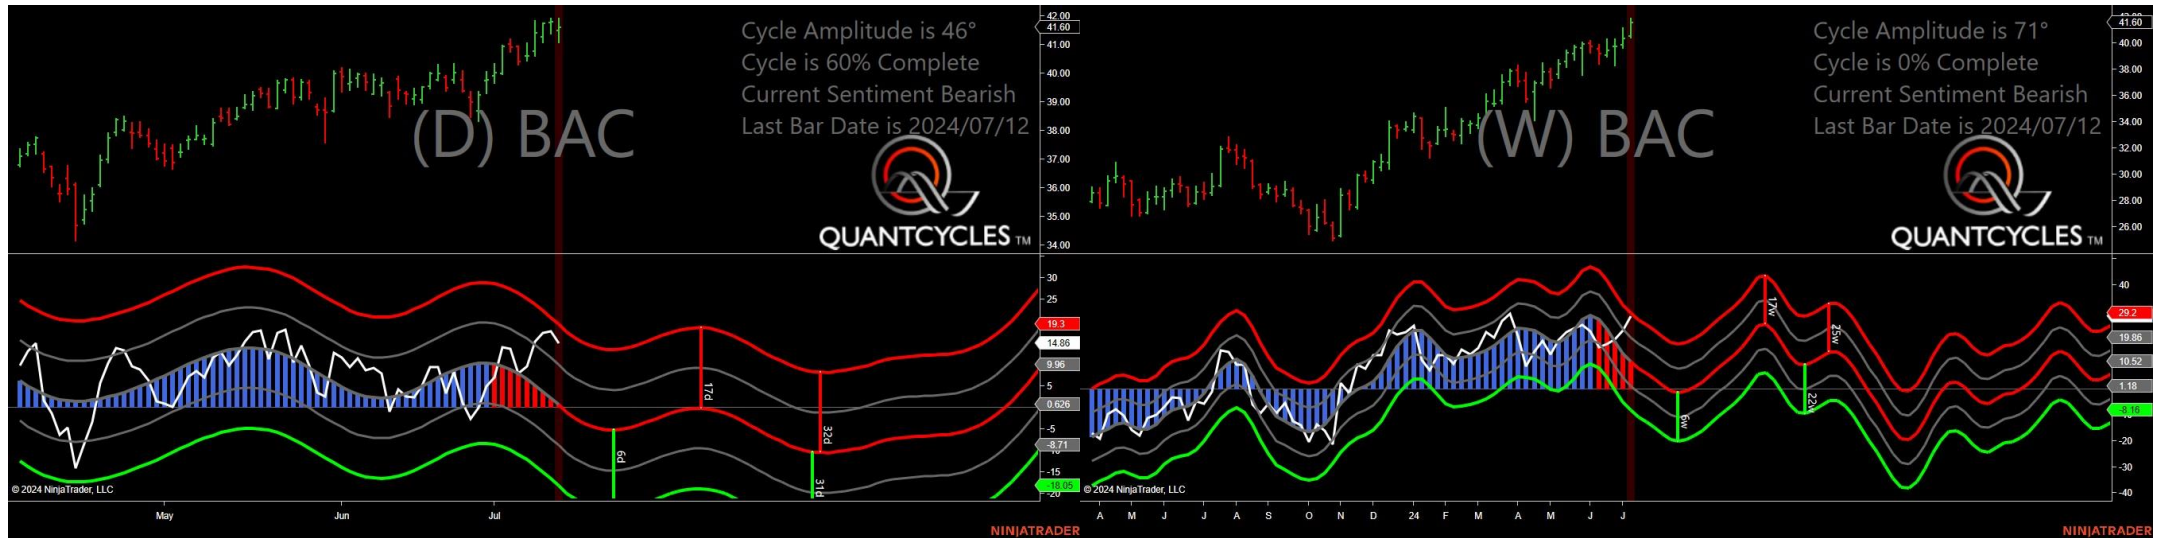 Cycle Amplitude is 46°
Cycle is 60% Complete
Current Sentiment Bearish
Last Bar Date is 2024/07/12
(D) BAC
QUANTCYCLES TM
42.00
41.60
41.00
40.00
39.00
38.00
37.00
36.00
35.00
34.00
30
25
19.3
14.86
9.96
5
0.626
-5
-8.71
-15
-18.05
-20
17d
32d
6d
31d
© 2024 NinjaTrader, LLC
May Jun Jul
NINJATRADER
Cycle Amplitude is 71°
Cycle is 0% Complete
Current Sentiment Bearish
Last Bar Date is 2024/07/12
(W) BAC
QUANTCYCLES TM
41.60
40.00
38.00
36.00
34.00
32.00
30.00
28.00
26.00
40
29.2
19.86
10.52
1.18
-8.16
-20
-30
-40
17w
25w
6w
22w
© 2024 NinjaTrader, LLC
A M J J A S O N D 24 F M A M J J
NINJATRADER